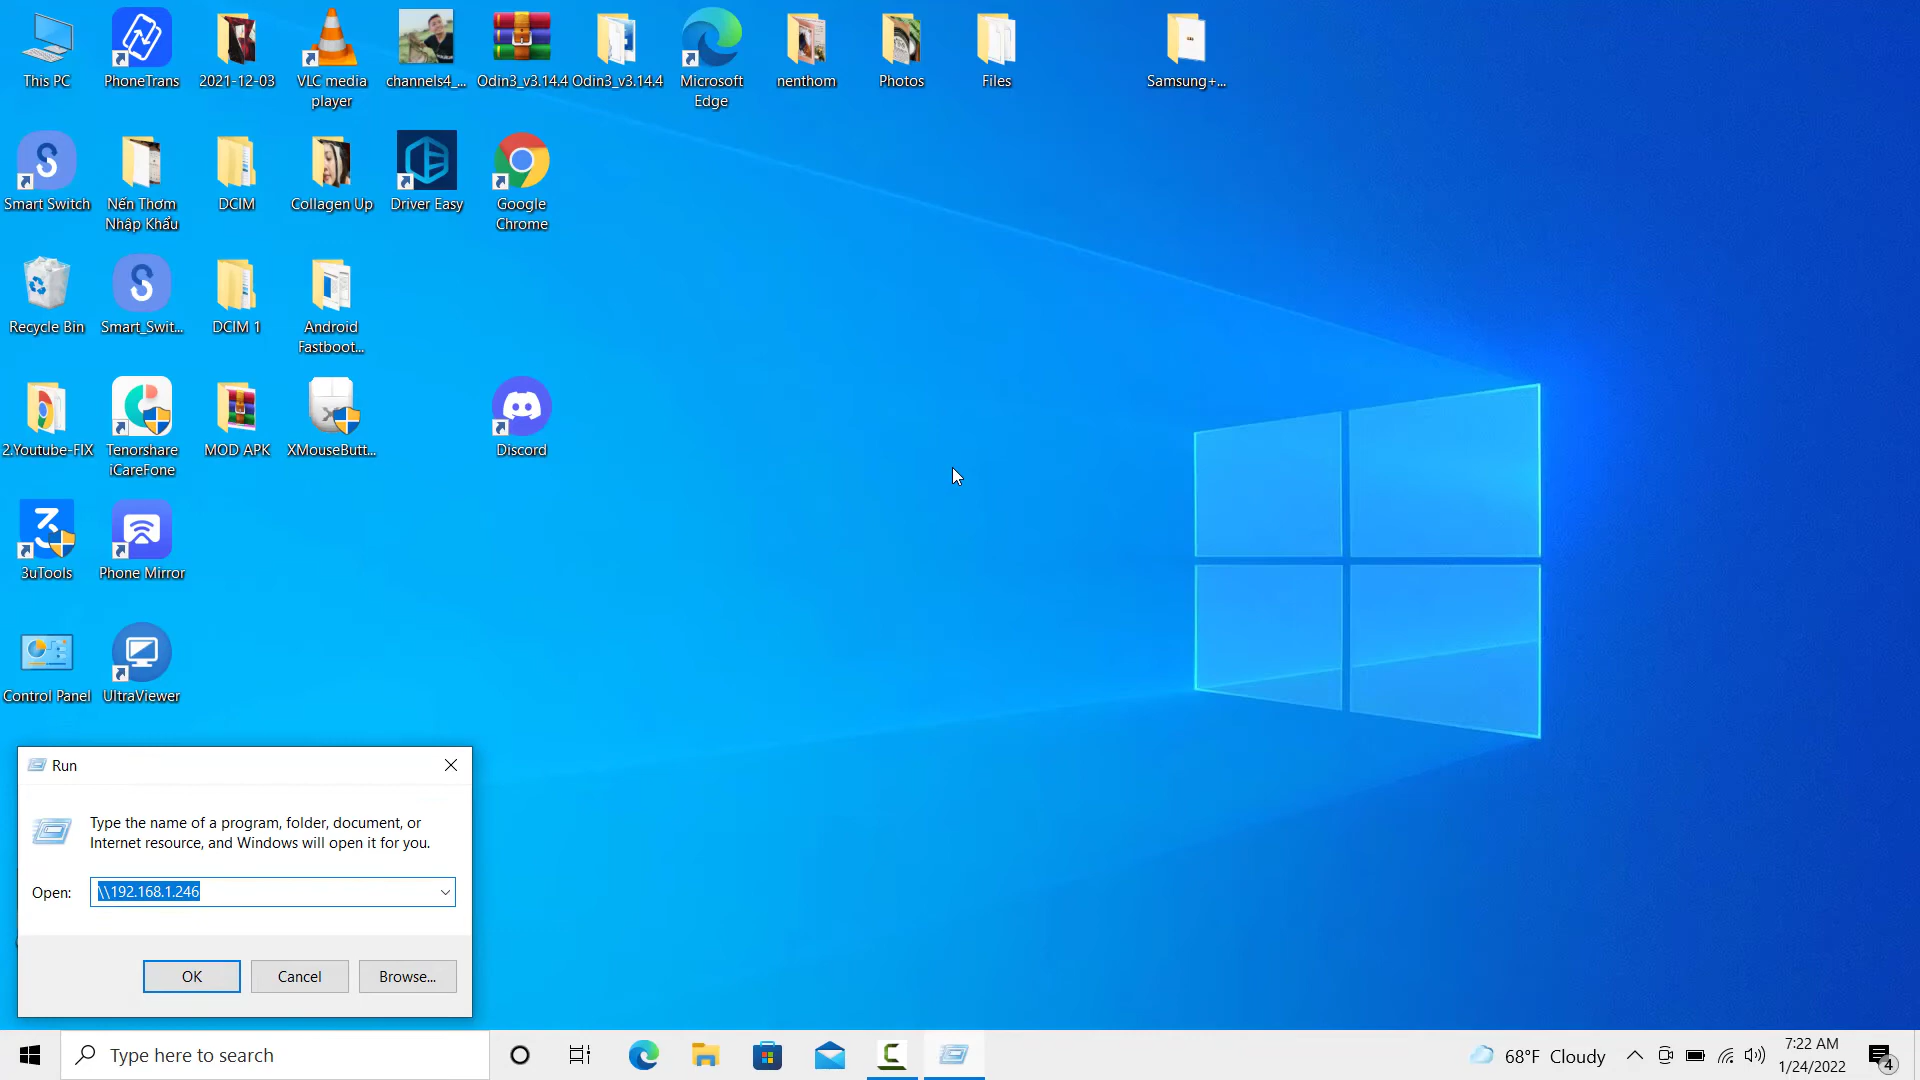 This PC
PhoneTrans
2021-12-03
VLC media
player
channels4_...
Odin3_v3.14.4
Odin3_v3.14.4
Microsoft
Edge
nenthom
Photos
Files
Samsung+...
Smart Switch
Nến Thơm
Nhập Khẩu
DCIM
Collagen Up
Driver Easy
Google
Chrome
Recycle Bin
Smart_Swit...
DCIM 1
Android
Fastboot...
2.Youtube-FIX
Tenorshare
iCareFone
MOD APK
XMouseButt...
Discord
3uTools
Phone Mirror
Control Panel
UltraViewer
Run
Type the name of a program, folder, document, or
Internet resource, and Windows will open it for you.
Open:
\\192.168.1.246
OK
Cancel
Browse...
Type here to search
68°F Cloudy
7:22 AM
1/24/2022
4